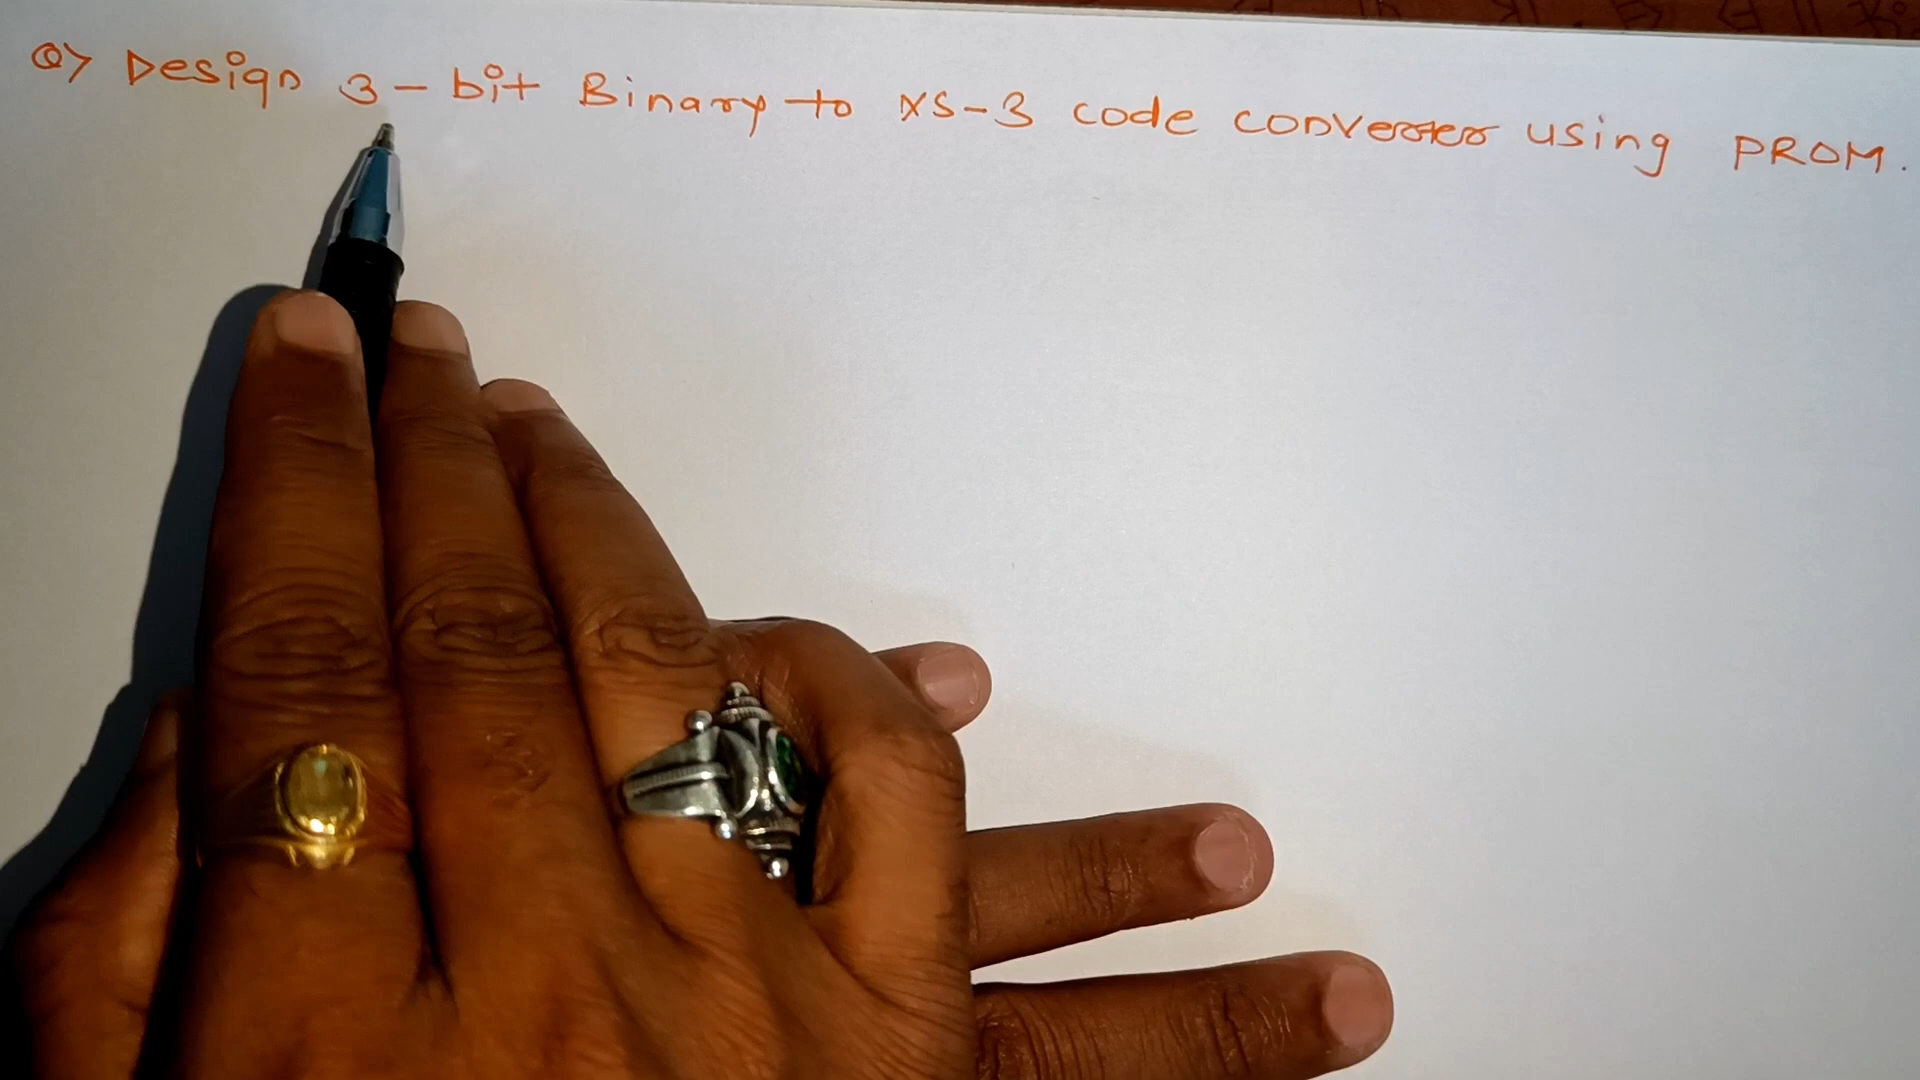 Q> Design 3-bit Binary to XS-3 code converter using PROM.